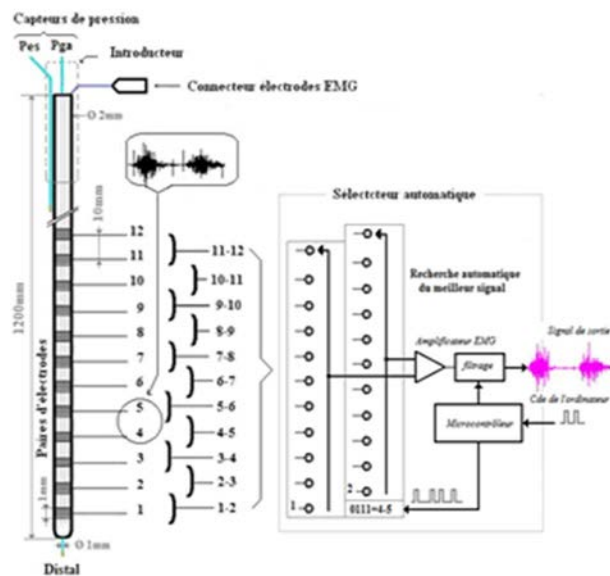 Capteurs de pression
Pes Pga
Introducteur
Connecteur électrodes EMG
O 2mm
10mm
1200mm
Paires d'électrodes
1mm
O 1mm
Distal
12
11
10
9
8
7
6
5
4
3
2
1
11-12
10-11
9-10
8-9
7-8
6-7
5-6
4-5
3-4
2-3
1-2
Sélectcteur automatique
Recherche automatique
du meilleur signal
Amplificateur EMG
filtrage
Signal de sortie
Cde de l'ordinateur
Microcontrôleur
1
2
0111=4-5